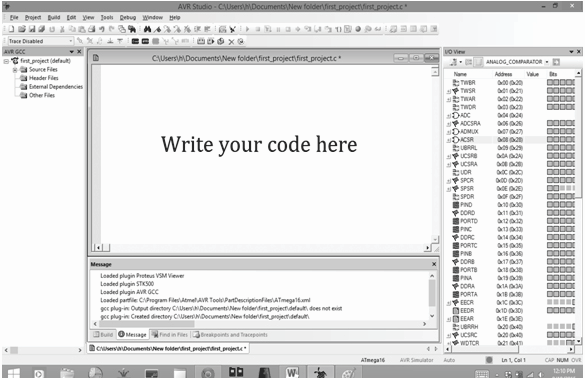 AVR Studio - C:\Users\h\Documents\New folder\first_project\first_project.c *
File Project Build Edit View Tools Debug Window Help
Trace Disabled
AVR GCC
first_project (default)
Source Files
Header Files
External Dependencies
Other Files
C:\Users\h\Documents\New folder\first_project\first_project.c *
Write your code here
I/O View
ANALOG_COMPARATOR
Name Address Value Bits
TWBR 0x00 (0x20)
TWSR 0x01 (0x21)
TWAR 0x02 (0x22)
TWDR 0x03 (0x23)
ADC 0x04 (0x24)
ADCSRA 0x06 (0x26)
ADMUX 0x07 (0x27)
ACSR 0x08 (0x28)
UBRRL 0x09 (0x29)
UCSRB 0x0A (0x2A)
UCSRA 0x0B (0x2B)
UDR 0x0C (0x2C)
SPCR 0x0D (0x2D)
SPSR 0x0E (0x2E)
SPDR 0x0F (0x2F)
PIND 0x10 (0x30)
DDRD 0x11 (0x31)
PORTD 0x12 (0x32)
PINC 0x13 (0x33)
DDRC 0x14 (0x34)
PORTC 0x15 (0x35)
PINB 0x16 (0x36)
DDRB 0x17 (0x37)
PORTB 0x18 (0x38)
PINA 0x19 (0x39)
DDRA 0x1A (0x3A)
PORTA 0x1B (0x3B)
EECR 0x1C (0x3C)
EEDR 0x1D (0x3D)
EEAR 0x1E (0x3E)
UBRRH 0x20 (0x40)
UCSRC 0x20 (0x40)
WDTCR 0x21 (0x41)
Message
Loaded plugin Proteus VSM Viewer
Loaded plugin STK500
Loaded plugin AVR GCC
Loaded partfile: C:\Program Files\Atmel\AVR Tools\PartDescriptionFiles\ATmega16.xml
gcc plug-in: Output directory C:\Users\h\Documents\New folder\first_project\default\ does not exist
gcc plug-in: Created directory C:\Users\h\Documents\New folder\first_project\default\
Build Message Find in Files Breakpoints and Tracepoints
C:\Users\h\Documents\New folder\first_project\first_project.c *
ATmega16 AVR Simulator Auto Ln 1, Col 1 CAP NUM OVR
12:10 PM